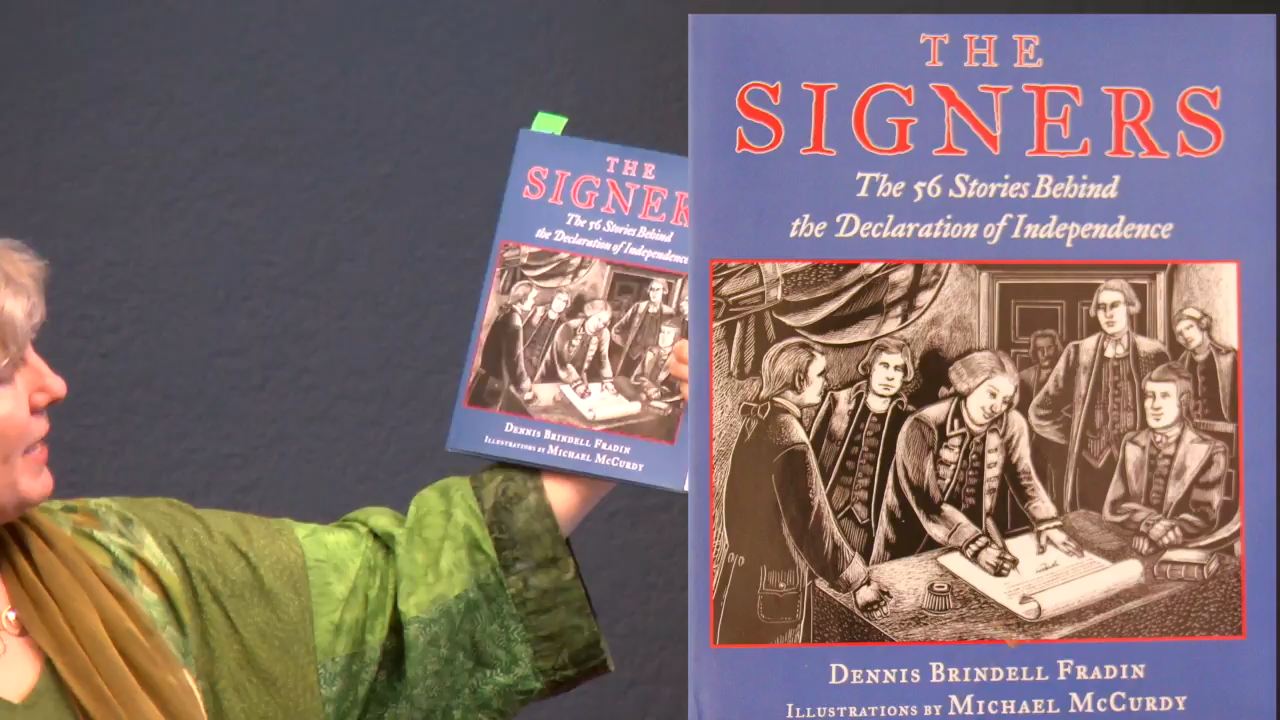 THE
SIGNER
The 56 Stories Behind
the Declaration of Independence
DENNIS BRINDELL FRADIN
ILLUSTRATIONS BY MICHAEL MCCURDY
THE
SIGNERS
The 56 Stories Behind
the Declaration of Independence
DENNIS BRINDELL FRADIN
ILLUSTRATIONS BY MICHAEL MCCURDY